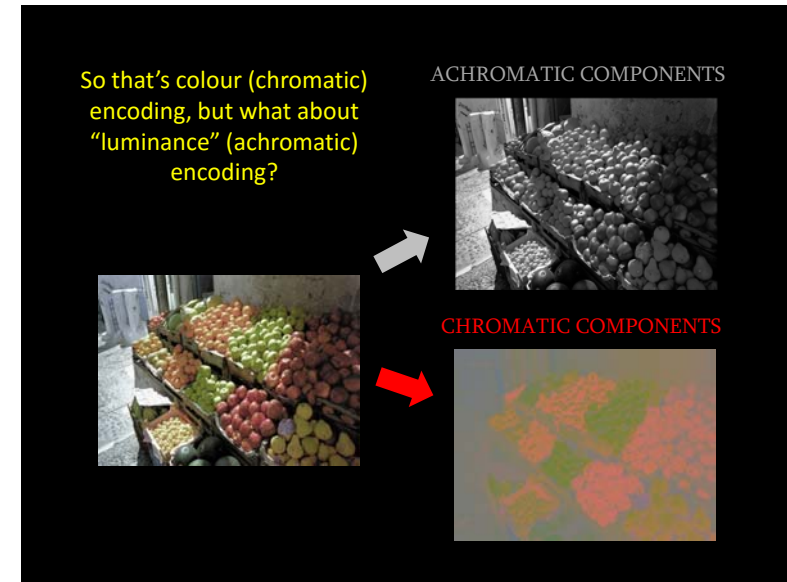 So that’s colour (chromatic)
encoding, but what about
“luminance” (achromatic)
encoding?
ACHROMATIC COMPONENTS
CHROMATIC COMPONENTS